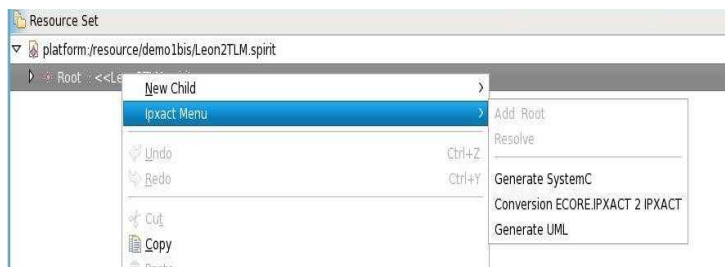 Resource Set
platform:/resource/demo1bis/Leon2TLM.spirit
Root : <<Le
New Child
Ipxact Menu
Add Root
Resolve
Undo Ctrl+Z
Redo Ctrl+Y
Generate SystemC
Conversion ECORE.IPXACT 2 IPXACT
Generate UML
Cut
Copy